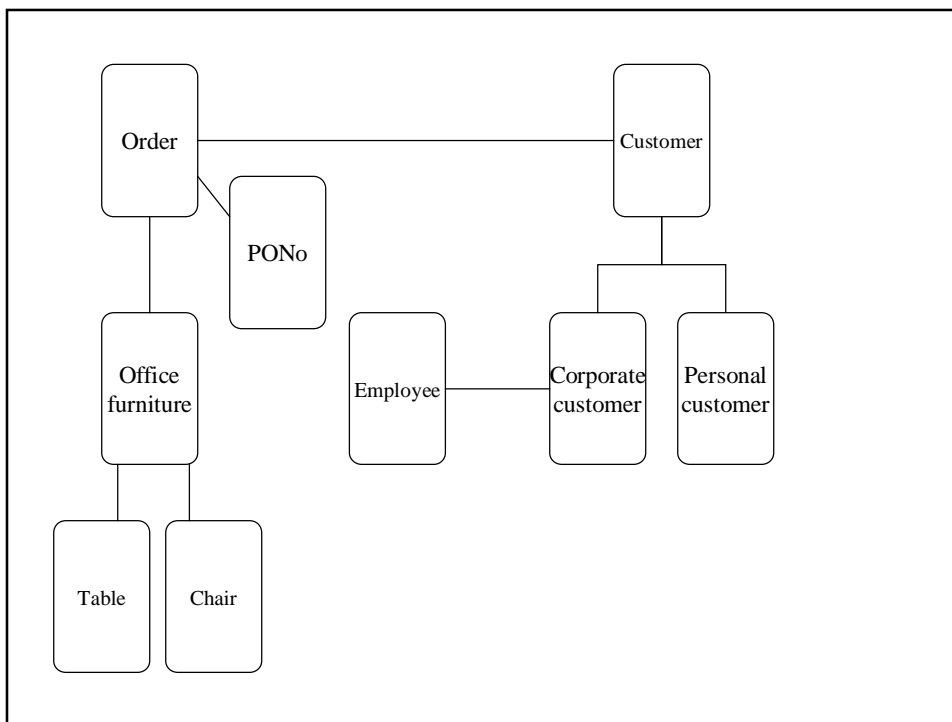 Order
Customer
PONo
Office
furniture
Employee
Corporate
customer
Personal
customer
Table
Chair